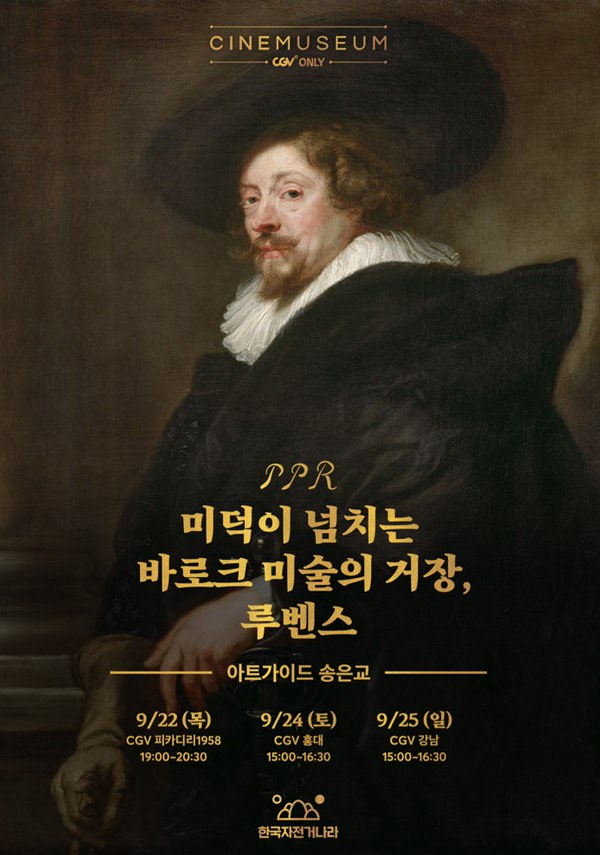 CINEMUSEUM
CGV ONLY
PPR
미덕이 넘치는
바로크 미술의 거장,
루벤스
아트가이드 송은교
9/22 (목)
CGV 피카디리1958
19:00~20:30
9/24 (토)
CGV 홍대
15:00~16:30
9/25 (일)
CGV 강남
15:00~16:30
한국자전거나라